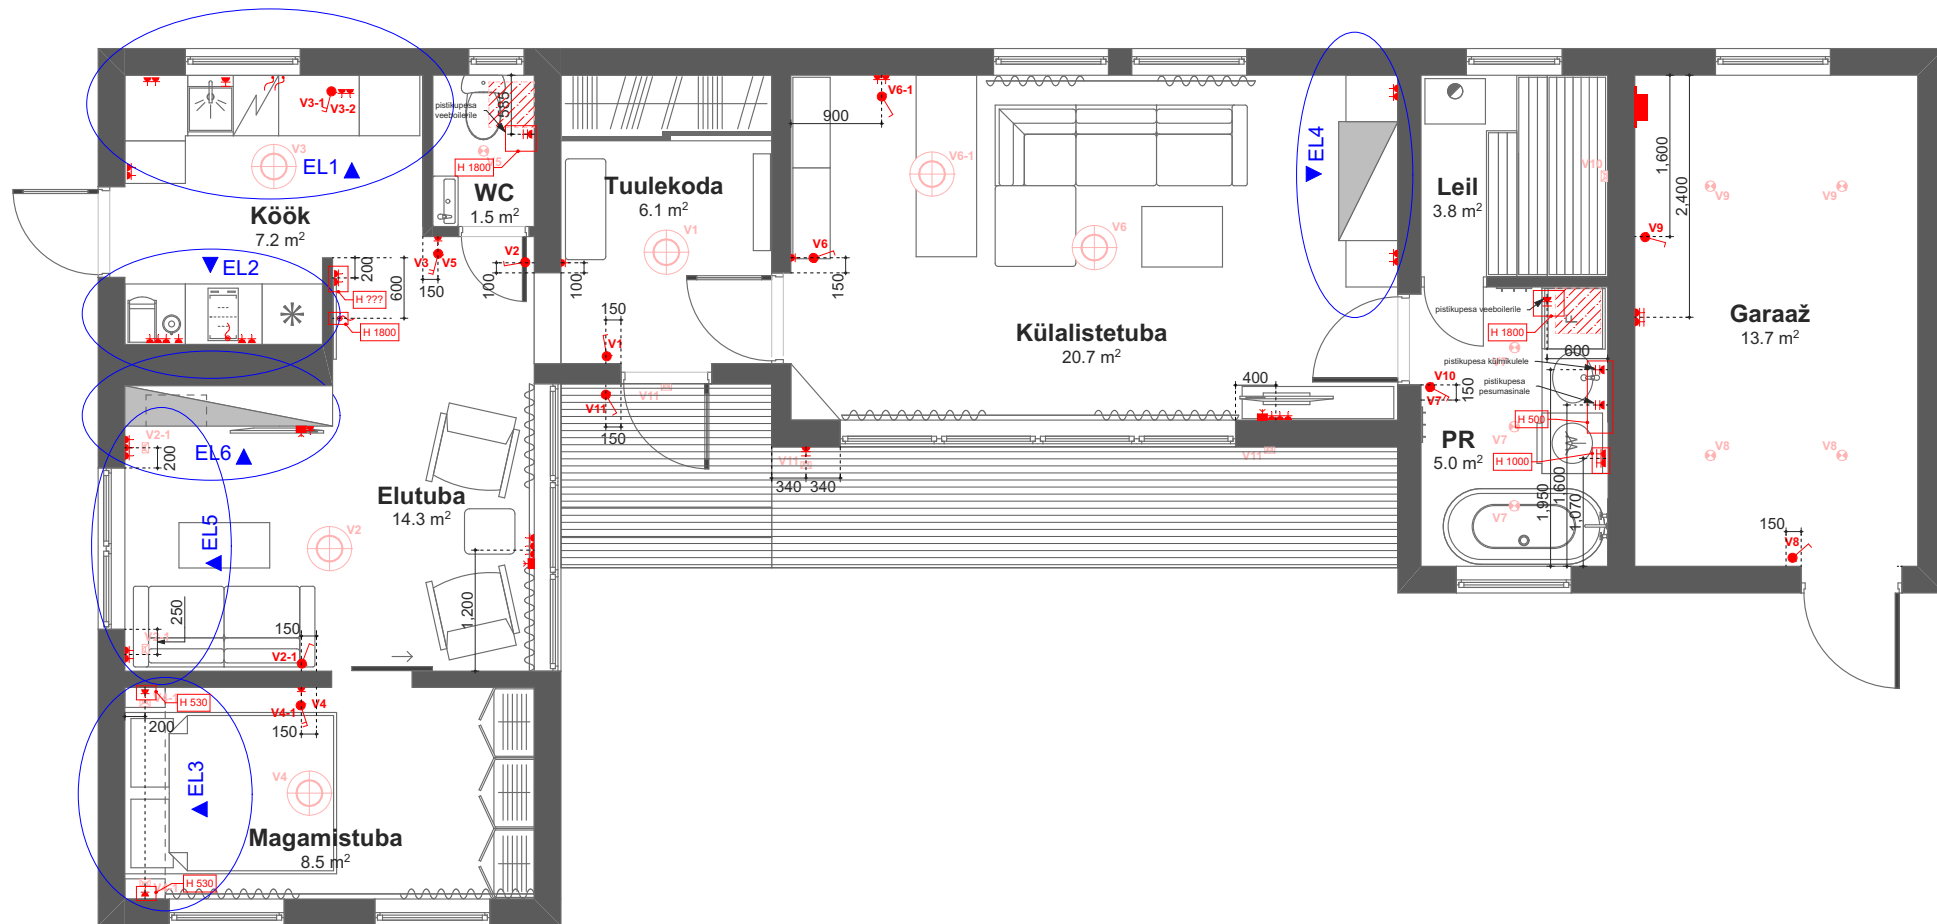 V3-1
V3-2
V3
EL1
Köök
7.2 m²
EL2
200
600
H ???
H 1800
pistikupesa
veeboilerile
585
H 1800
WC
1.5 m²
V3
V5
150
V2
100
Tuulekoda
6.1 m²
V1
100
150
V1
V11
150
V11
900
V6-1
V6-1
V6
150
V6
EL4
Külalistetuba
20.7 m²
400
V11
340
340
V11
Leil
3.8 m²
V10
pistikupesa veeboilerile
H 1800
600
pistikupesa külmikulele
pistikupesa
pesumasinale
V10
V7
150
H 500
V7
H 1000
PR
5.0 m²
1,950
1,600
1,070
V7
1,600
2,400
V9
V9
V9
Garaaž
13.7 m²
V8
V8
150
V8
V2-1
200
EL6
EL5
Elutuba
14.3 m²
V2
250
150
V2-1
1,200
H 530
200
V4-1
V4
150
EL3
V4
Magamistuba
8.5 m²
H 530